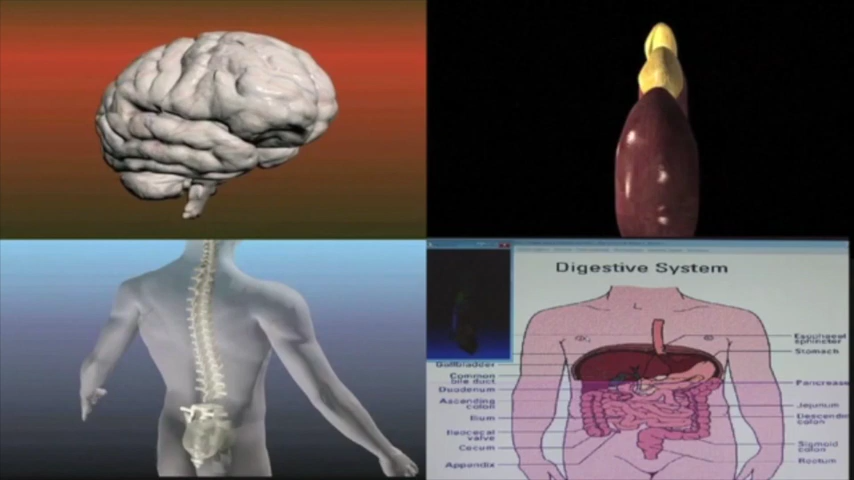 Digestive System
Esophageal
sphincter
Stomach
Gallbladder
Common
bile duct
Pancreas
Duodenum
Ascending
colon
Jejunum
Ileum
Descending
colon
Ileocecal
valve
Sigmoid
colon
Cecum
Rectum
Appendix